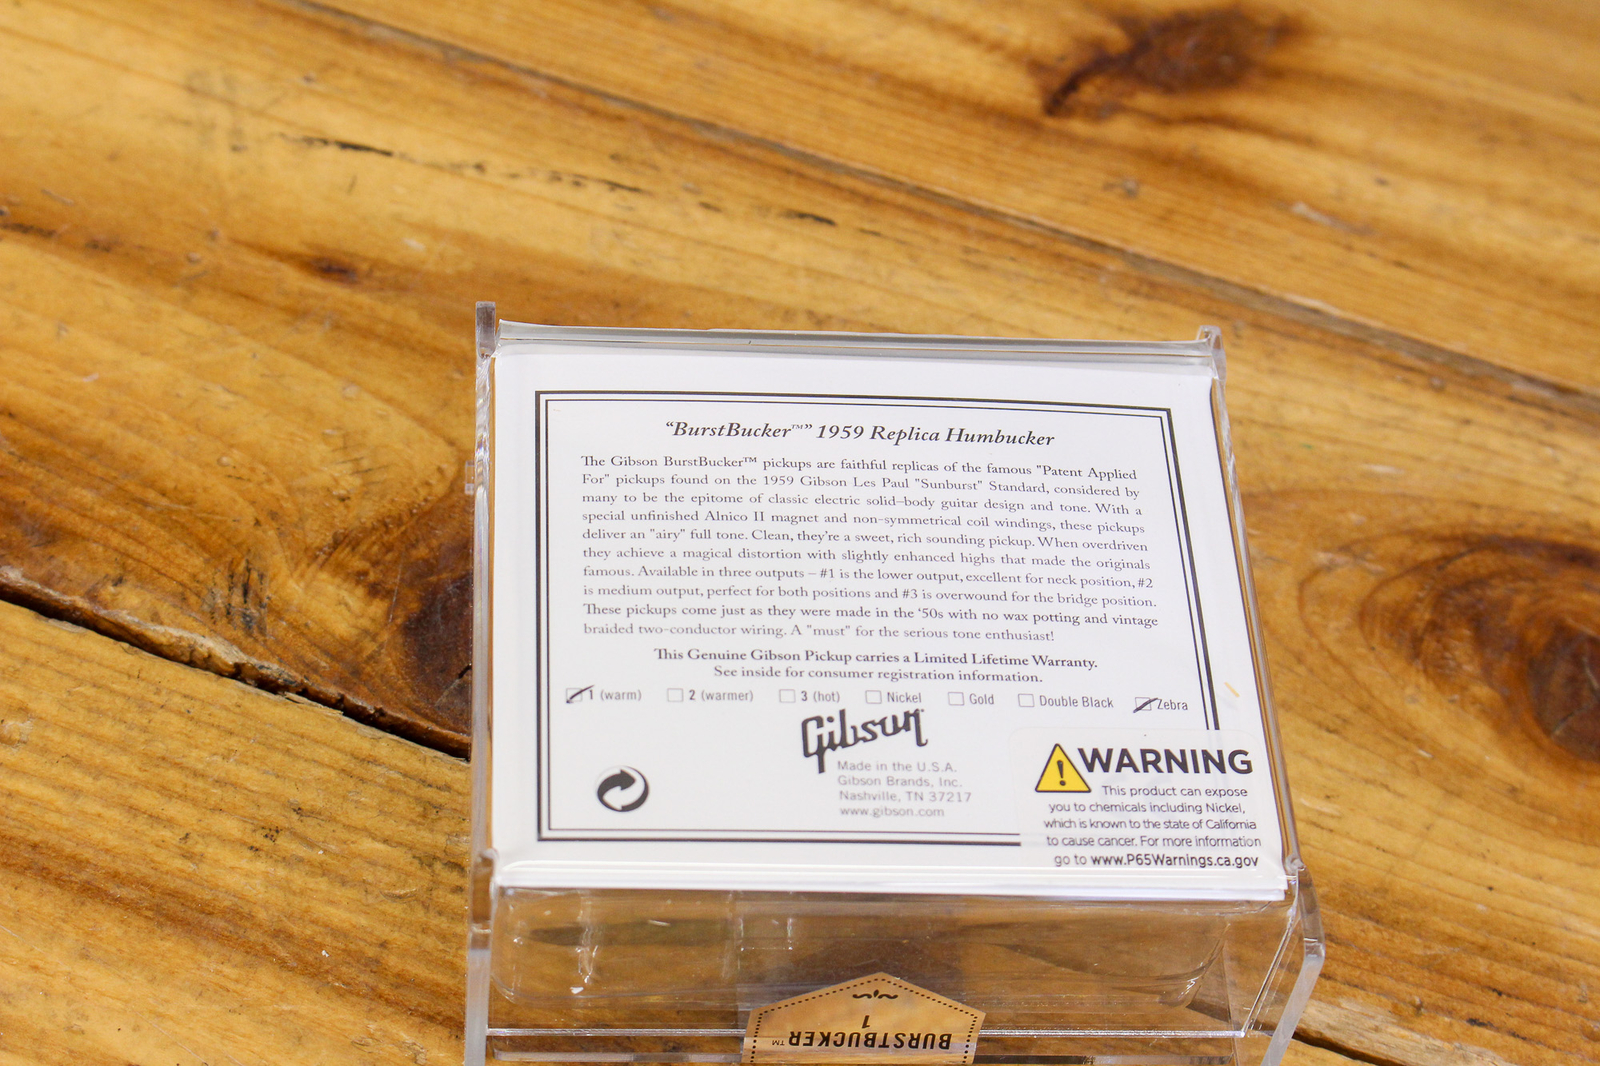 “BurstBucker™” 1959 Replica Humbucker
The Gibson BurstBucker™ pickups are faithful replicas of the famous "Patent Applied
For" pickups found on the 1959 Gibson Les Paul "Sunburst" Standard, considered by
many to be the epitome of classic electric solid-body guitar design and tone. With a
special unfinished Alnico II magnet and non-symmetrical coil windings, these pickups
deliver an "airy" full tone. Clean, they're a sweet, rich sounding pickup. When overdriven
they achieve a magical distortion with slightly enhanced highs that made the originals
famous. Available in three outputs – #1 is the lower output, excellent for neck position, #2
is medium output, perfect for both positions and #3 is overwound for the bridge position.
These pickups come just as they were made in the ‘50s with no wax potting and vintage
braided two-conductor wiring. A "must" for the serious tone enthusiast!
This Genuine Gibson Pickup carries a Limited Lifetime Warranty.
See inside for consumer registration information.
1 (warm) 2 (warmer) 3 (hot) Nickel Gold Double Black Zebra
Gibson
Made in the U.S.A.
Gibson Brands, Inc.
Nashville, TN 37217
www.gibson.com
WARNING
This product can expose
you to chemicals including Nickel,
which is known to the state of California
to cause cancer. For more information
go to www.P65Warnings.ca.gov
BURSTBUCKER™
1